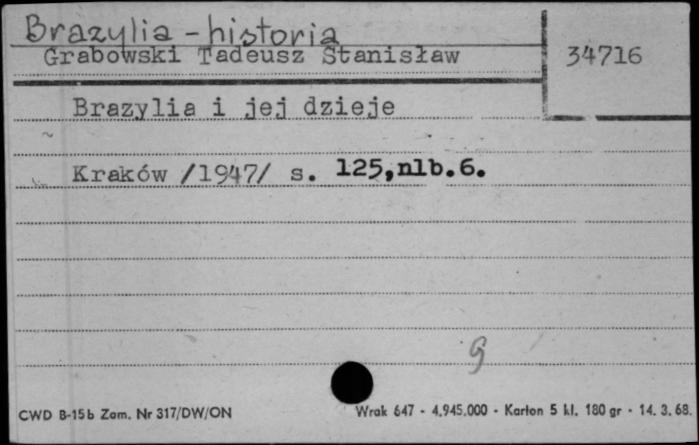 Brazylia - historia
Grabowski Tadeusz Stanisław
34716
Brazylia i jej dzieje
Kraków /1947/ s. 125,nlb.6.
g
CWD B-15b Zam. Nr 317/DW/ON
Wrak 647 - 4.945.000 - Karton 5 kl. 180 gr - 14.3.68.